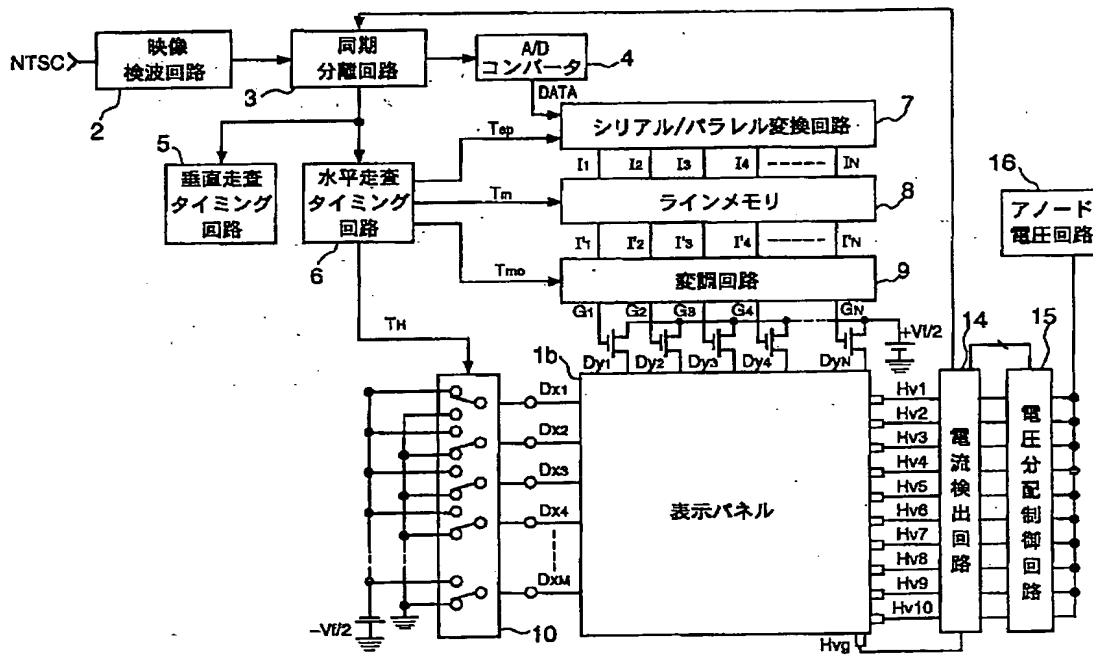 NTSC
映像
検波回路
2
同期
分離回路
3
A/D
コンバータ
4
DATA
5
垂直走査
タイミング
回路
水平走査
タイミング
回路
6
Tsp
シリアル/パラレル変換回路
7
I1 I2 I3 I4 IN
Tm
ラインメモリ
8
I'1 I'2 I'3 I'4 I'N
Tmo
変調回路
9
G1 G2 G3 G4 GN
+Vf/2
16
アノード
電圧回路
TH
1b
Dy1 Dy2 Dy3 Dy4 DyN
14
15
Dx1
Dx2
Dx3
Dx4
DxM
表示パネル
Hv1
Hv2
Hv3
Hv4
Hv5
Hv6
Hv7
Hv8
Hv9
Hv10
電流検出回路
電圧分配制御回路
-Vf/2
10
Hvg